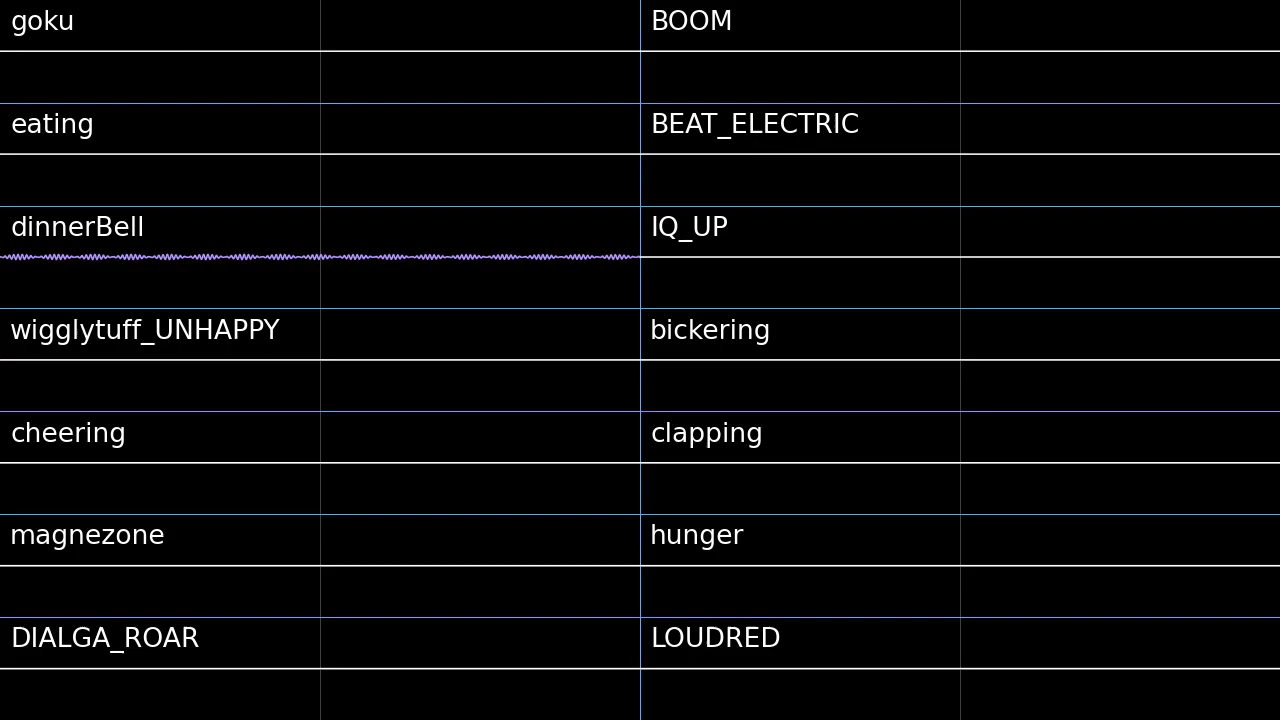 goku
BOOM
eating
BEAT_ELECTRIC
dinnerBell
IQ_UP
wigglytuff_UNHAPPY
bickering
cheering
clapping
magnezone
hunger
DIALGA_ROAR
LOUDRED